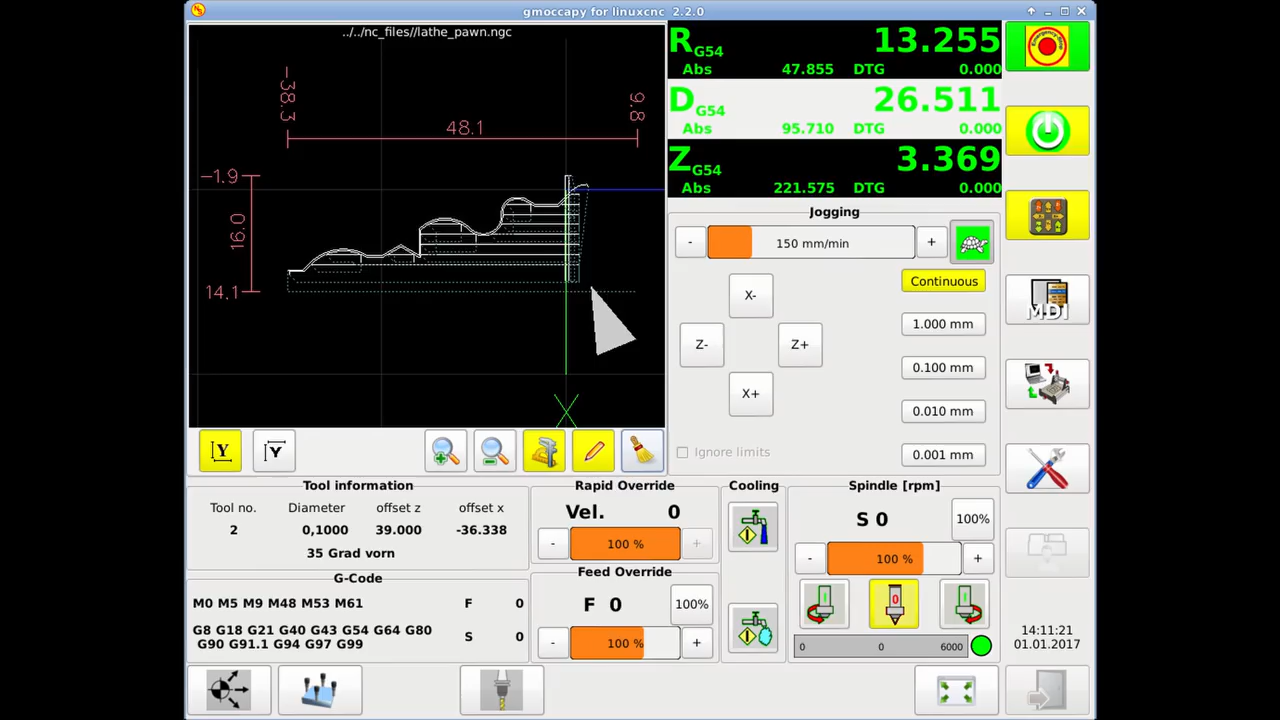 gmoccapy for linuxcnc 2.2.0
../../nc_files//lathe_pawn.ngc
-38.3
9.8
48.1
-1.9
16.0
14.1
R G54 13.255
Abs 47.855 DTG 0.000
D G54 26.511
Abs 95.710 DTG 0.000
Z G54 3.369
Abs 221.575 DTG 0.000
Emergency-Stop
Jogging
- 150 mm/min +
X-
Z- Z+
X+
Continuous
1.000 mm
0.100 mm
0.010 mm
0.001 mm
Ignore limits
MDI
Y Y
Tool information
Tool no. Diameter offset z offset x
2 0,1000 39.000 -36.338
35 Grad vorn
G-Code
M0 M5 M9 M48 M53 M61
G8 G18 G21 G40 G43 G54 G64 G80
G90 G91.1 G94 G97 G99
F 0
S 0
Rapid Override
Vel. 0
- 100 % +
Feed Override
F 0 100%
- 100 % +
Cooling
Spindle [rpm]
S 0 100%
- 100 % +
I 0 I
0 0 6000
14:11:21
01.01.2017